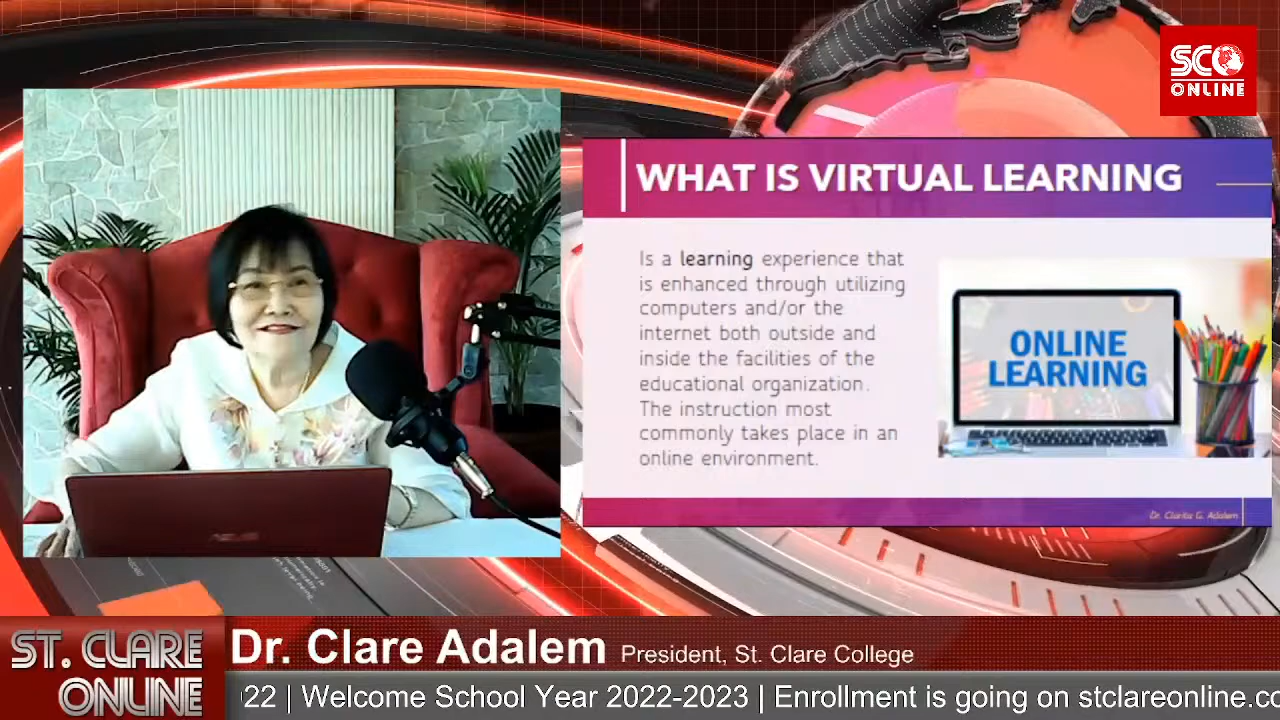 SCO
ONLINE
WHAT IS VIRTUAL LEARNING
Is a learning experience that
is enhanced through utilizing
computers and/or the
internet both outside and
inside the facilities of the
educational organization.
The instruction most
commonly takes place in an
online environment.
ONLINE
LEARNING
Dr. Clarita G. Adalem
ST. CLARE
ONLINE
Dr. Clare Adalem President, St. Clare College
022 | Welcome School Year 2022-2023 | Enrollment is going on stclareonline.co